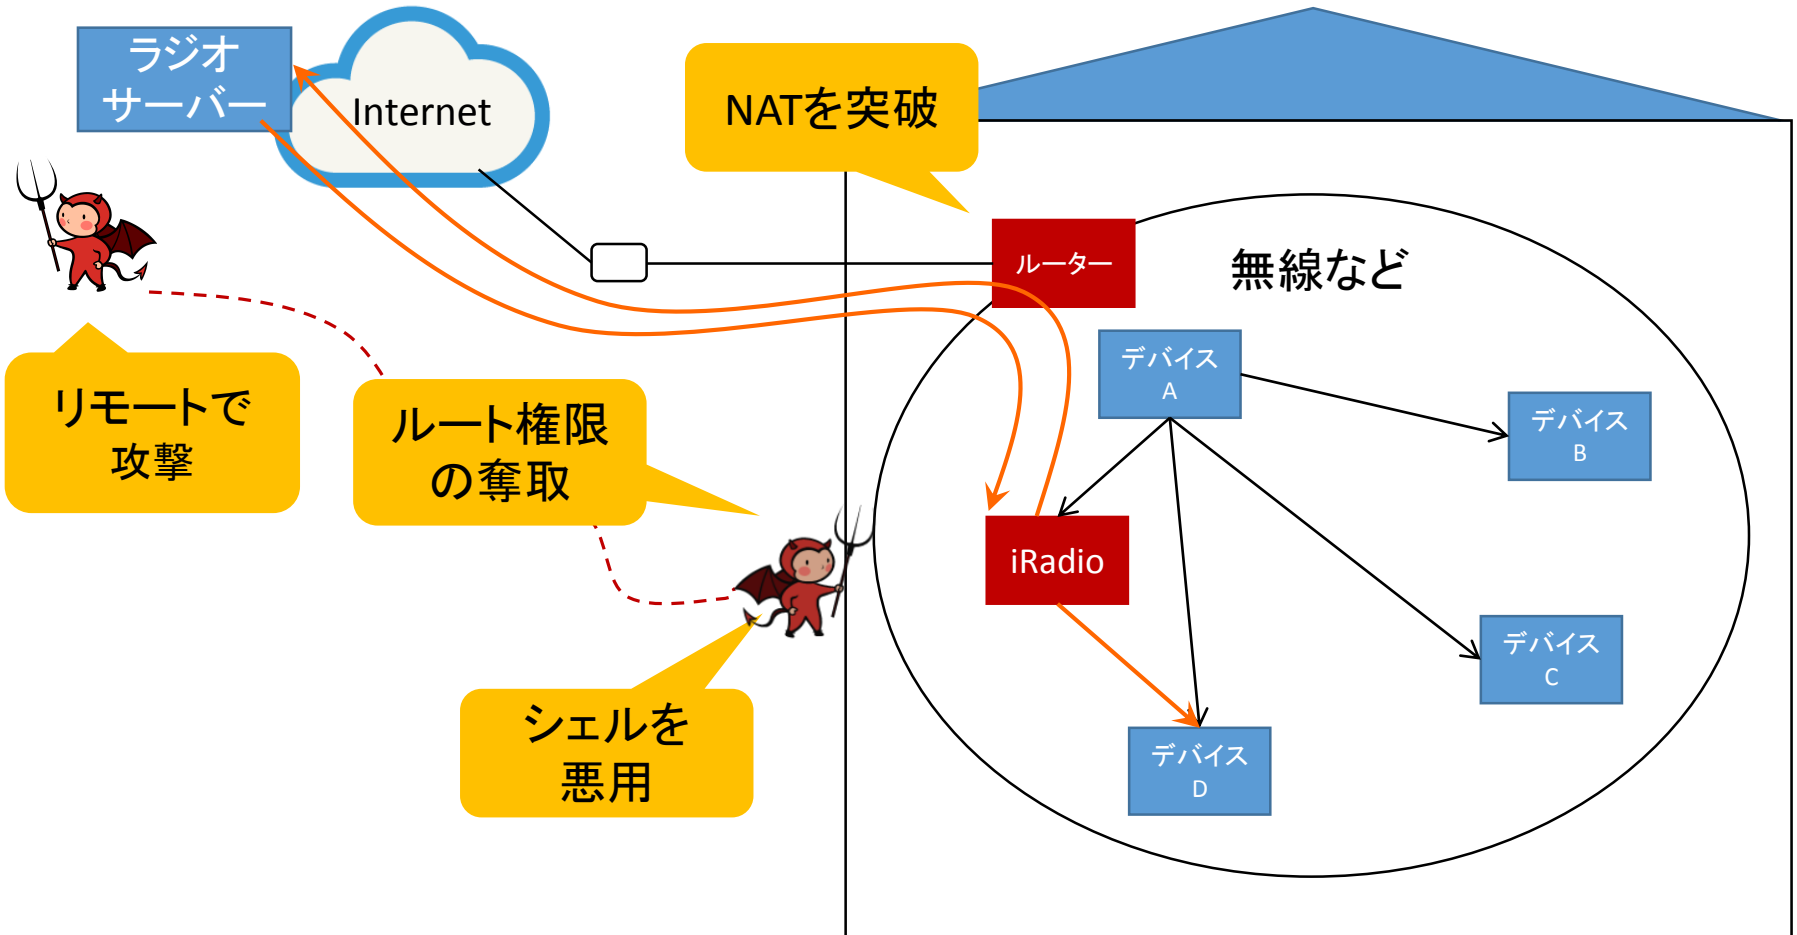 ラジオ
サーバー
Internet
NATを突破
ルーター
無線など
デバイス
A
デバイス
B
リモートで
攻撃
ルート権限
の奪取
iRadio
デバイス
C
シェルを
悪用
デバイス
D